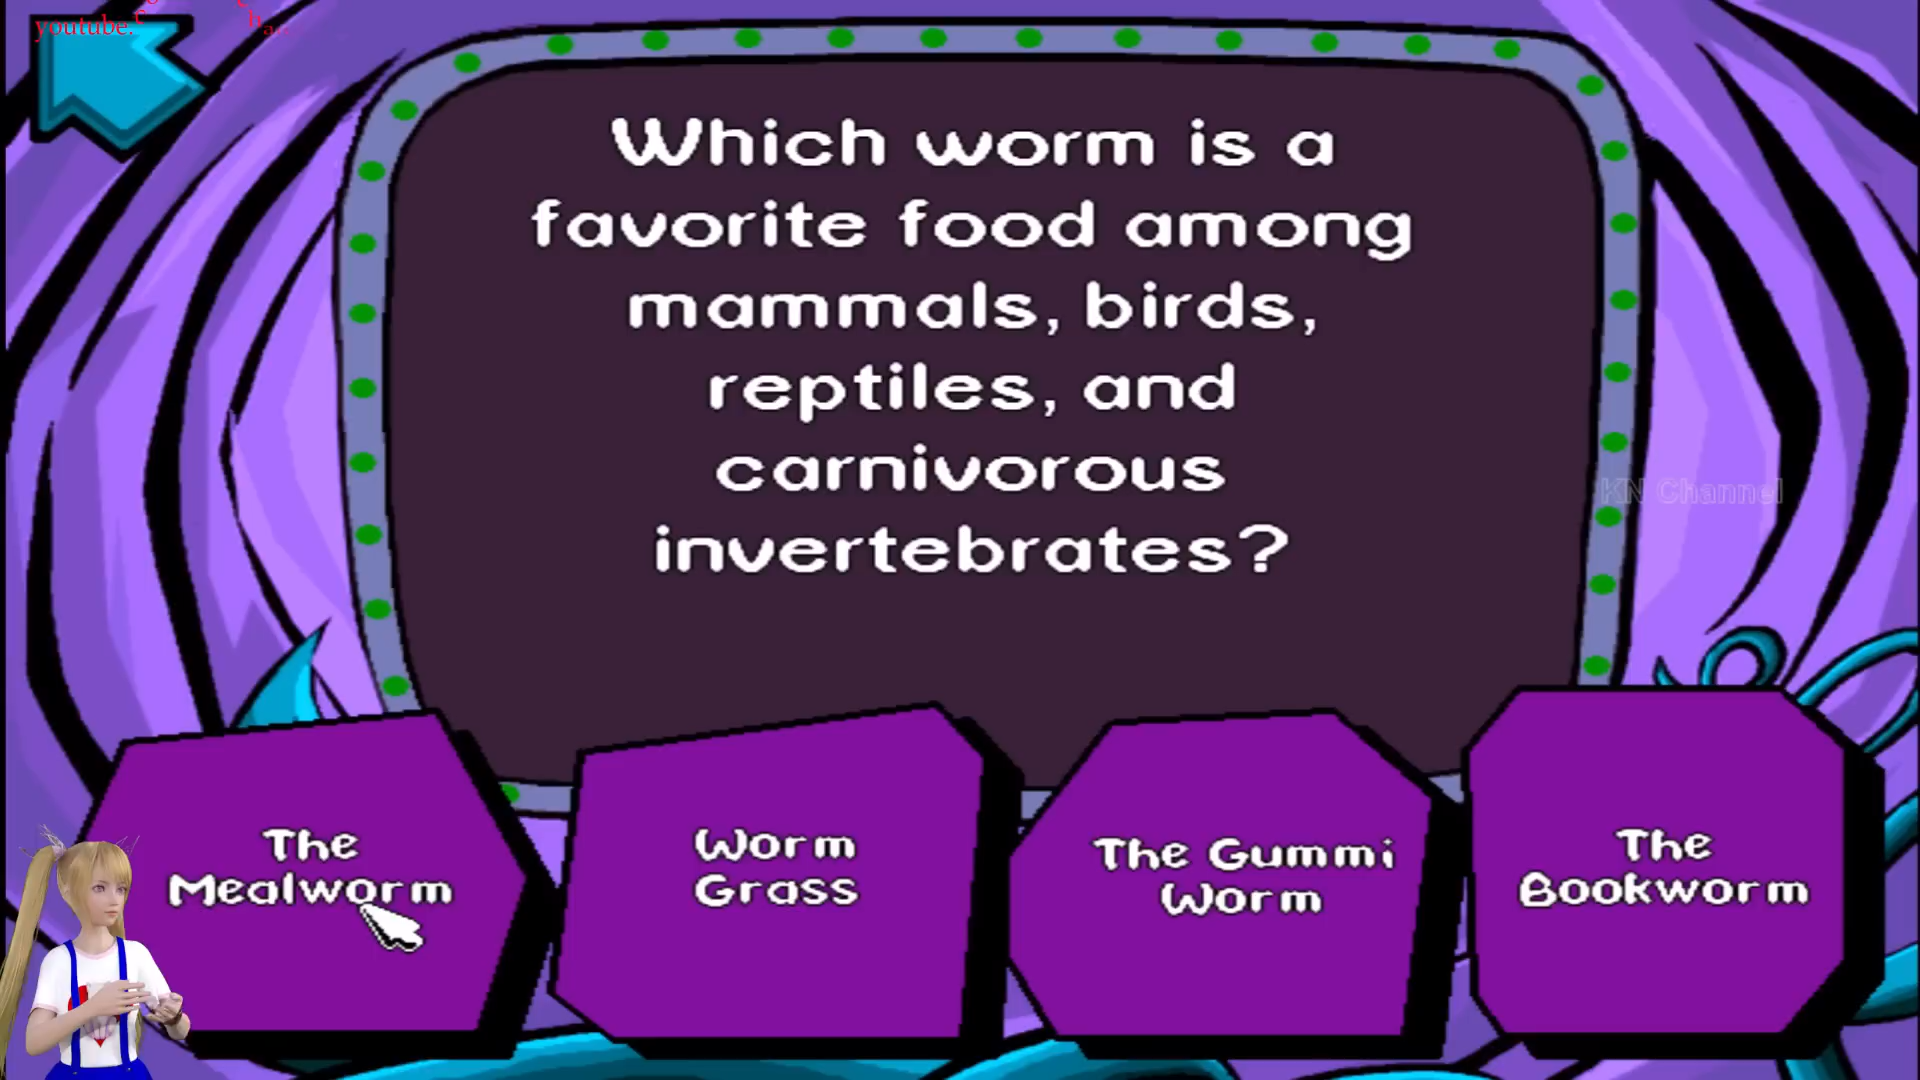 youtube.
Which worm is a
favorite food among
mammals, birds,
reptiles, and
carnivorous
invertebrates?
KN Channel
The
Mealworm
Worm
Grass
The Gummi
Worm
The
Bookworm